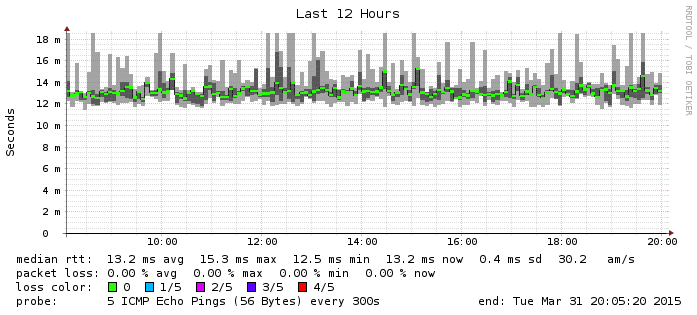 Last 12 Hours
RRDTOOL / TOBI OETIKER
Seconds
18 m
16 m
14 m
12 m
10 m
8 m
6 m
4 m
2 m
0
10:00 12:00 14:00 16:00 18:00 20:00
median rtt: 13.2 ms avg 15.3 ms max 12.5 ms min 13.2 ms now 0.4 ms sd 30.2 am/s
packet loss: 0.00 % avg 0.00 % max 0.00 % min 0.00 % now
loss color: 0 1/5 2/5 3/5 4/5
probe: 5 ICMP Echo Pings (56 Bytes) every 300s end: Tue Mar 31 20:05:20 2015